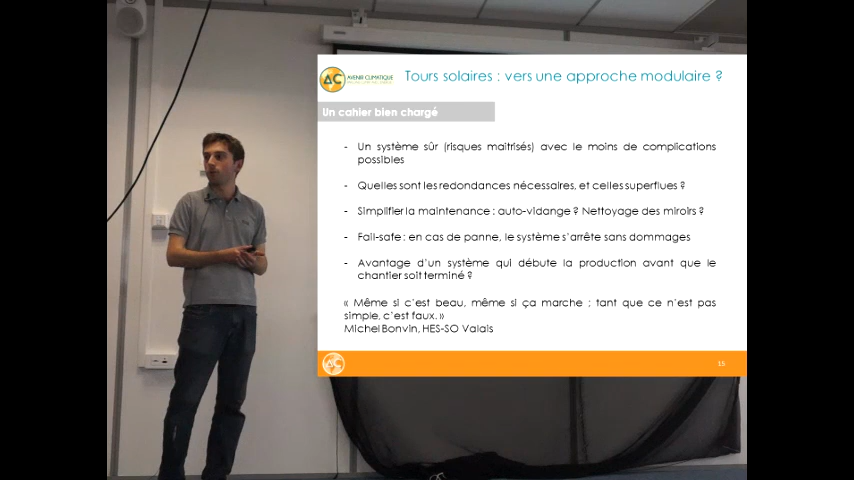 AC
AVENIR CLIMATIQUE
Tours solaires : vers une approche modulaire ?
Un cahier bien chargé
- Un système sûr (risques maîtrisés) avec le moins de complications
possibles
- Quelles sont les redondances nécessaires, et celles superflues ?
- Simplifier la maintenance : auto-vidange ? Nettoyage des miroirs ?
- Fail-safe : en cas de panne, le système s'arrête sans dommages
- Avantage d'un système qui débute la production avant que le
chantier soit terminé ?
« Même si c'est beau, même si ça marche ; tant que ce n'est pas
simple, c'est faux. »
Michel Bonvin, HES-SO Valais
AC
15